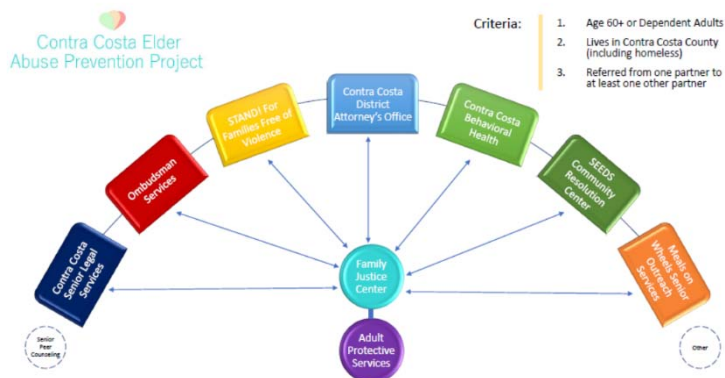 Contra Costa Elder
Abuse Prevention Project
Criteria:
1. Age 60+ or Dependent Adults
2. Lives in Contra Costa County
(including homeless)
3. Referred from one partner to
at least one other partner
Contra Costa
Senior Legal
Services
Ombudsman
Services
STAND! For
Families Free of
Violence
Contra Costa
District
Attorney's Office
Contra Costa
Behavioral
Health
SEEDS
Community
Resolution
Center
Meals on
Wheels Senior
Outreach
Services
Family
Justice
Center
Adult
Protective
Services
Senior
Peer
Counseling
Other